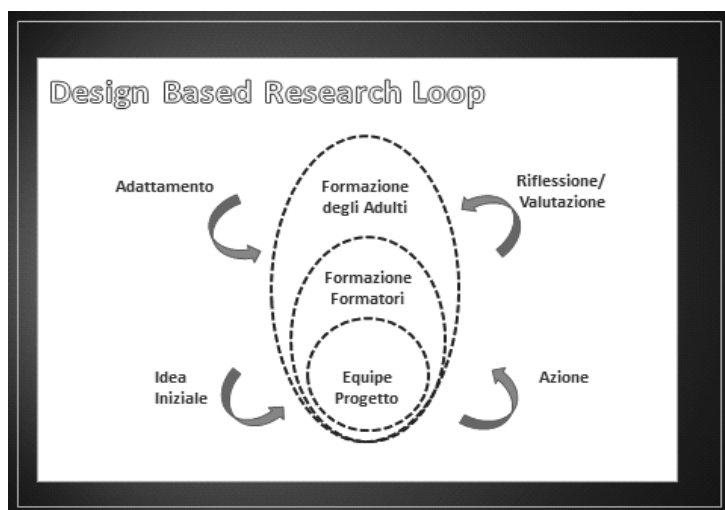 Design Based Research Loop
Adattamento
Formazione
degli Adulti
Riflessione/
Valutazione
Formazione
Formatori
Idea
Iniziale
Equipe
Progetto
Azione